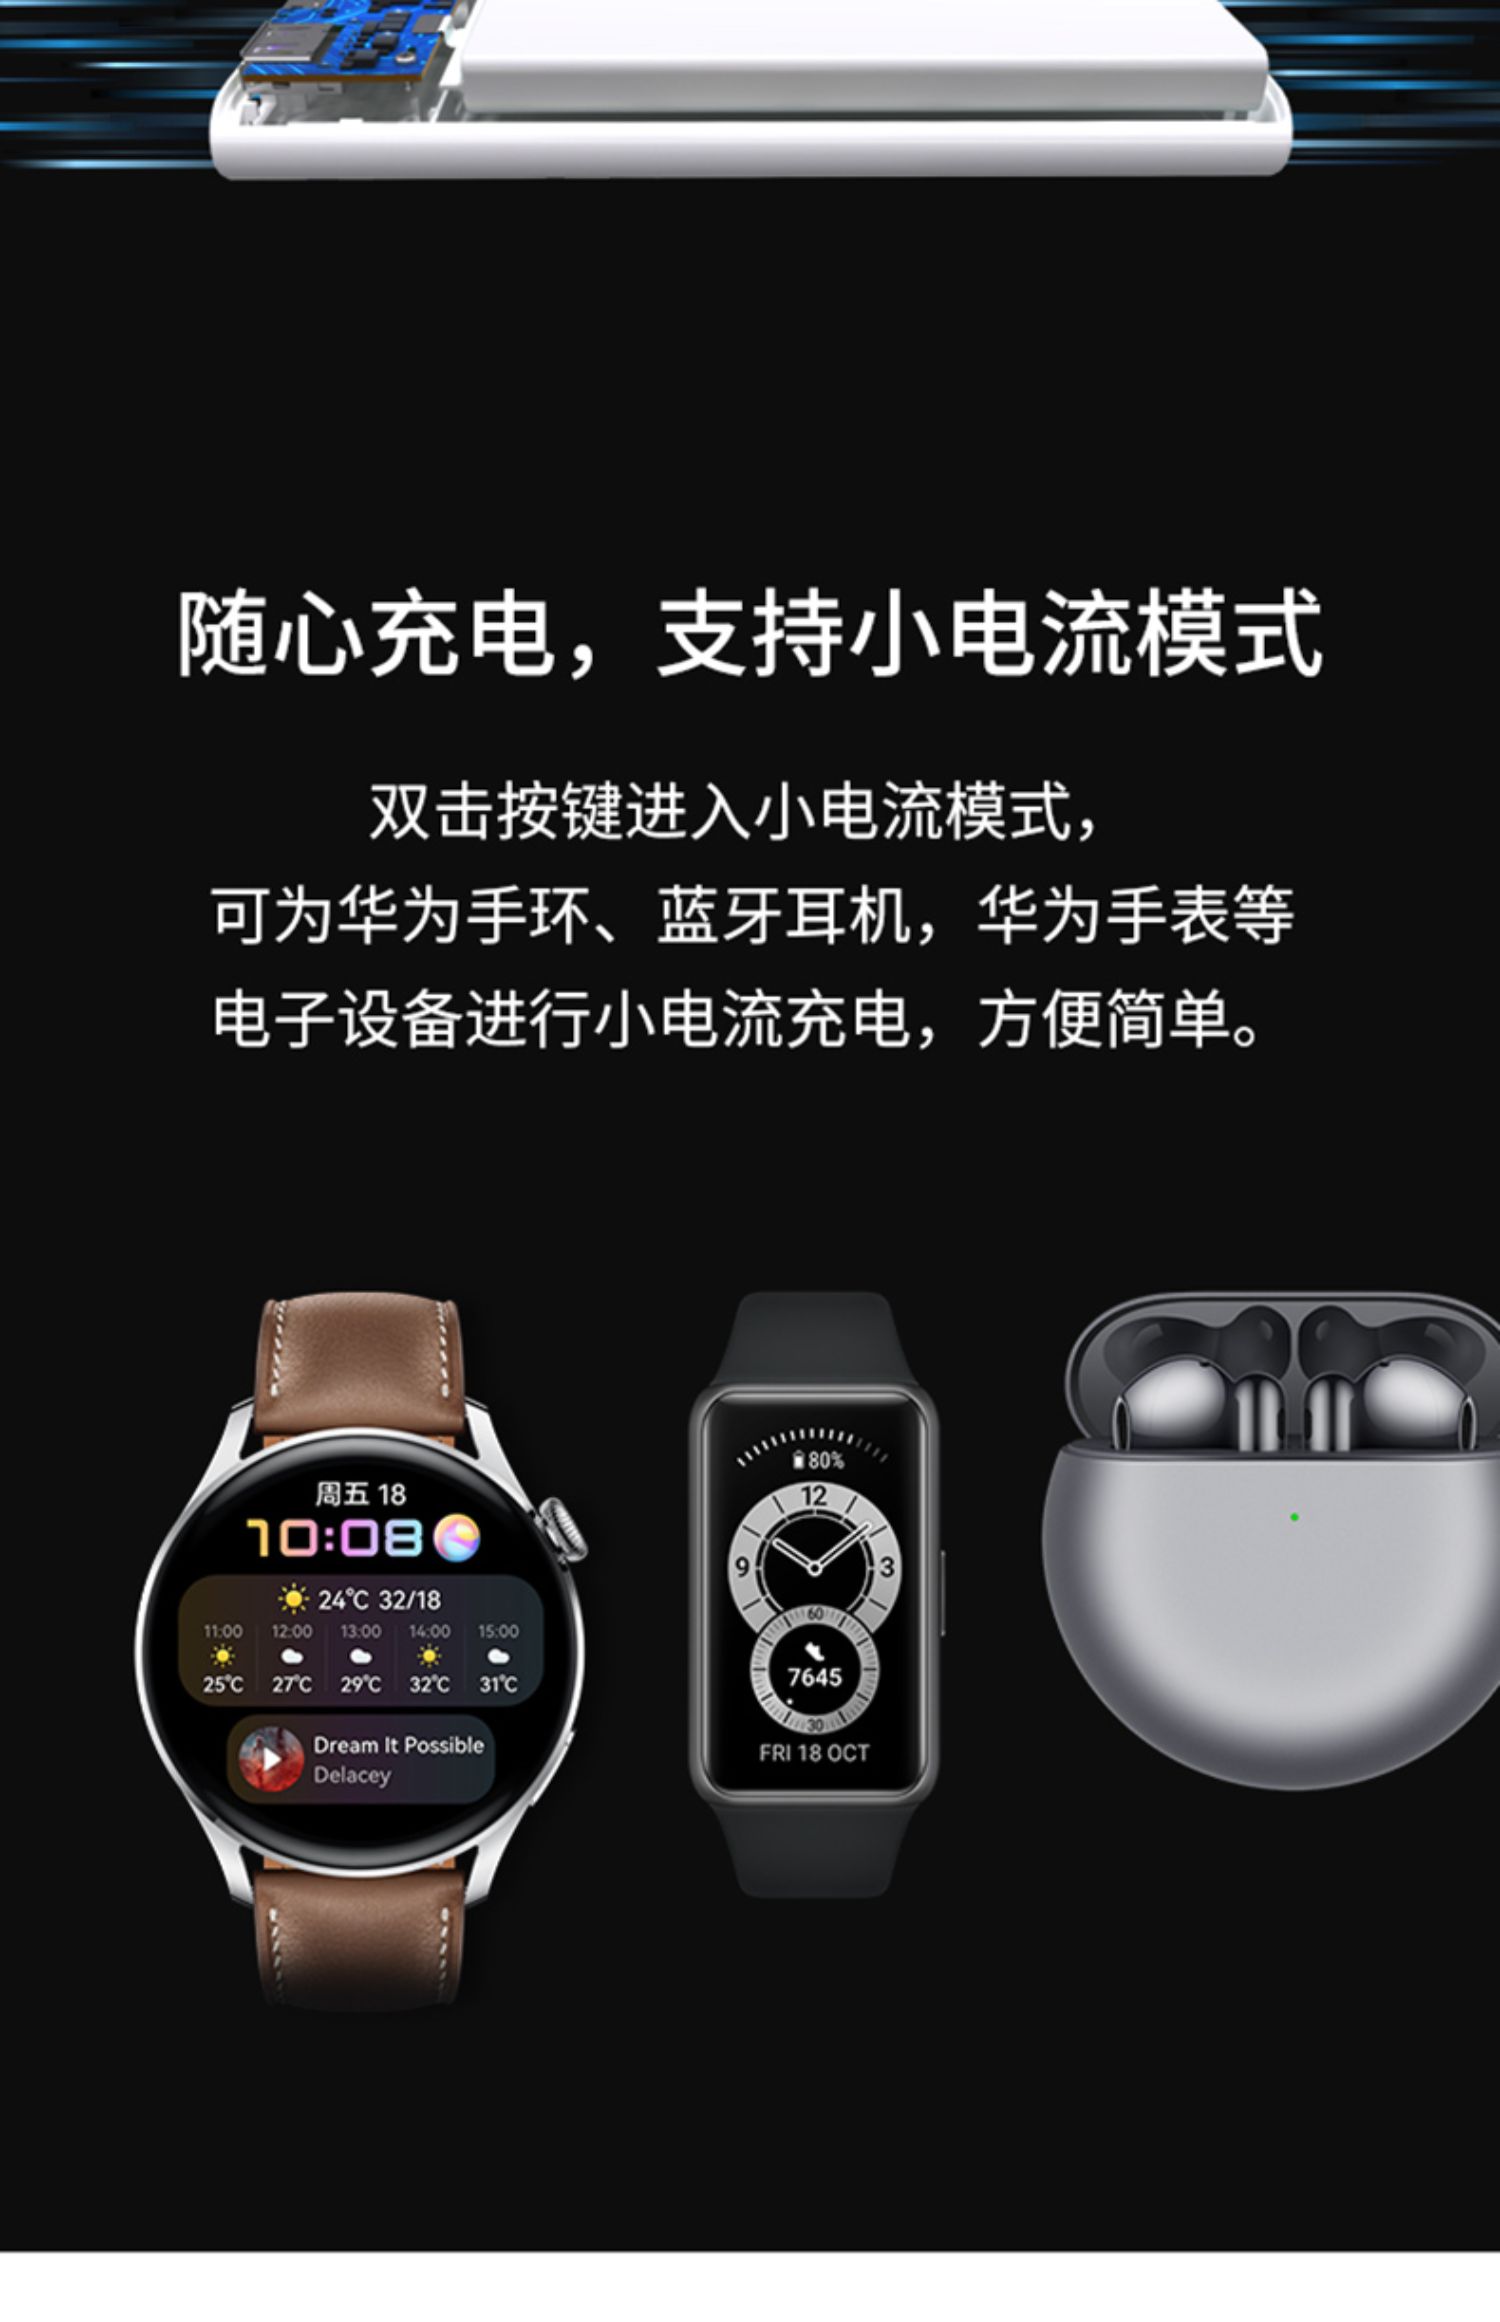 随心充电，支持小电流模式
双击按键进入小电流模式，
可为华为手环、蓝牙耳机，华为手表等
电子设备进行小电流充电，方便简单。
周五 18
10:08
24℃ 32/18
11:00 12:00 13:00 14:00 15:00
25℃ 27℃ 29℃ 32℃ 31℃
Dream It Possible
Delacey
80%
12
9 3
60
7645
30
FRI 18 OCT